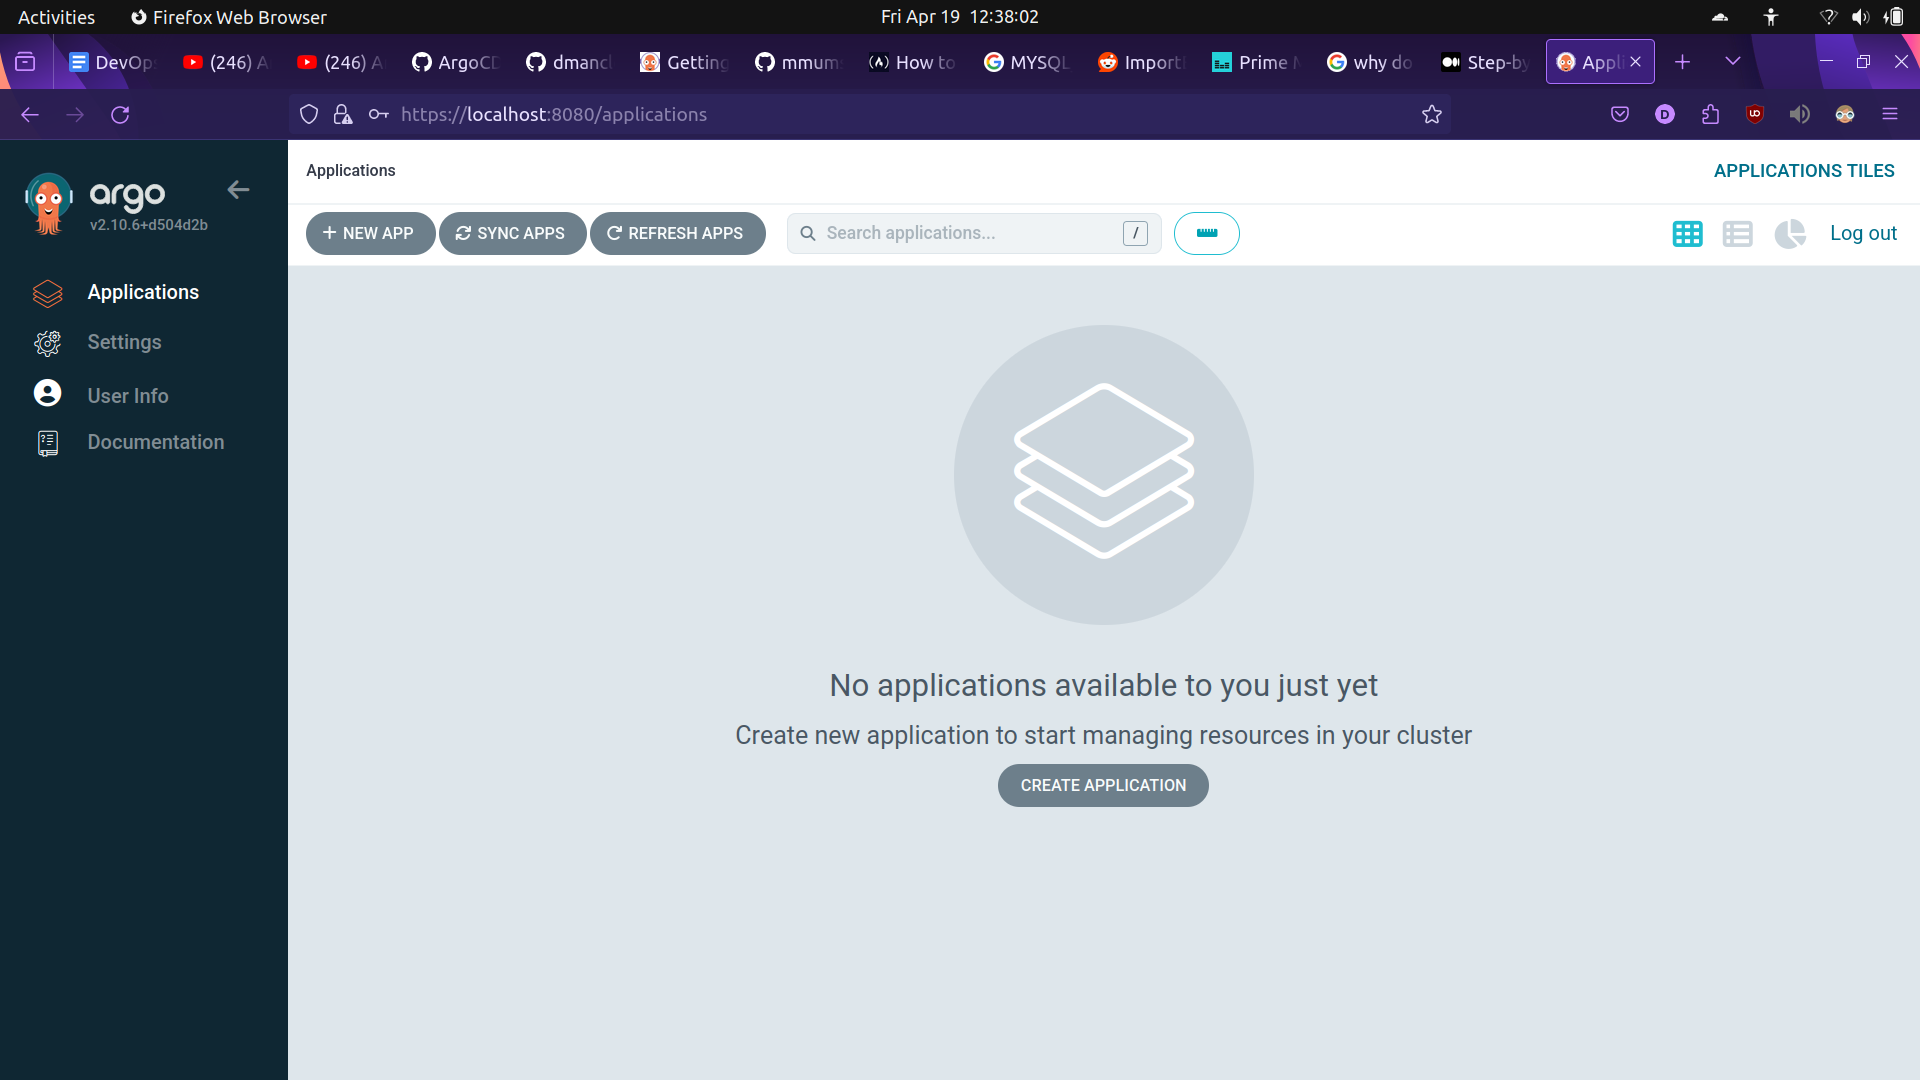 Activities
Firefox Web Browser
Fri Apr 19 12:38:02
DevOps
(246) A
(246) A
ArgoCD
dmanc
Getting
mmum
How to
MYSQL
Import
Prime
why do
Step-by
Appli
https://localhost:8080/applications
argo
v2.10.6+d504d2b
Applications
Settings
User Info
Documentation
Applications
APPLICATIONS TILES
NEW APP
SYNC APPS
REFRESH APPS
Search applications...
/
Log out
No applications available to you just yet
Create new application to start managing resources in your cluster
CREATE APPLICATION